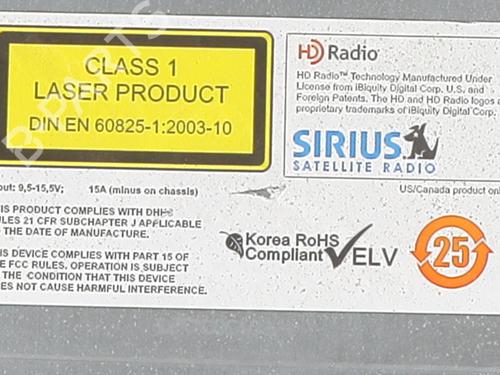 CLASS 1
LASER PRODUCT
DIN EN 60825-1:2003-10
HD Radio
HD Radio™ Technology Manufactured Under
License from iBiquity Digital Corp. U.S. and
Foreign Patents. The HD and HD Radio logos a
proprietary trademarks of iBiquity Digital Corp.
SIRIUS
SATELLITE RADIO
put: 9,5-15,5V; 15A (minus on chassis)
US/Canada product on
IS PRODUCT COMPLIES WITH DHHS
ULES 21 CFR SUBCHAPTER J APPLICABLE
THE DATE OF MANUFACTURE.
IS DEVICE COMPLIES WITH PART 15 OF
E FCC RULES. OPERATION IS SUBJECT
THE CONDITION THAT THIS DEVICE
ES NOT CAUSE HARMFUL INTERFERENCE.
Korea RoHS
Compliant
ELV
25